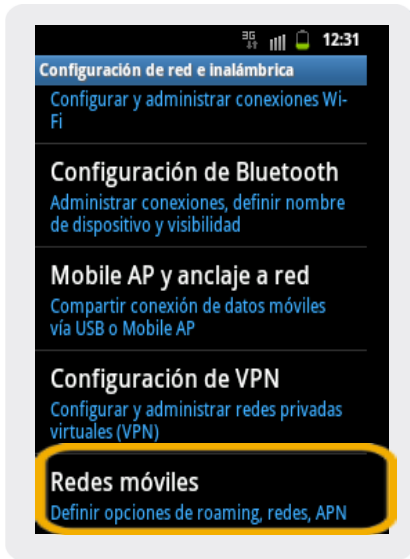 3G 12:31
Configuración de red e inalámbrica
Configurar y administrar conexiones Wi-
Fi
Configuración de Bluetooth
Administrar conexiones, definir nombre
de dispositivo y visibilidad
Mobile AP y anclaje a red
Compartir conexión de datos móviles
vía USB o Mobile AP
Configuración de VPN
Configurar y administrar redes privadas
virtuales (VPN)
Redes móviles
Definir opciones de roaming, redes, APN